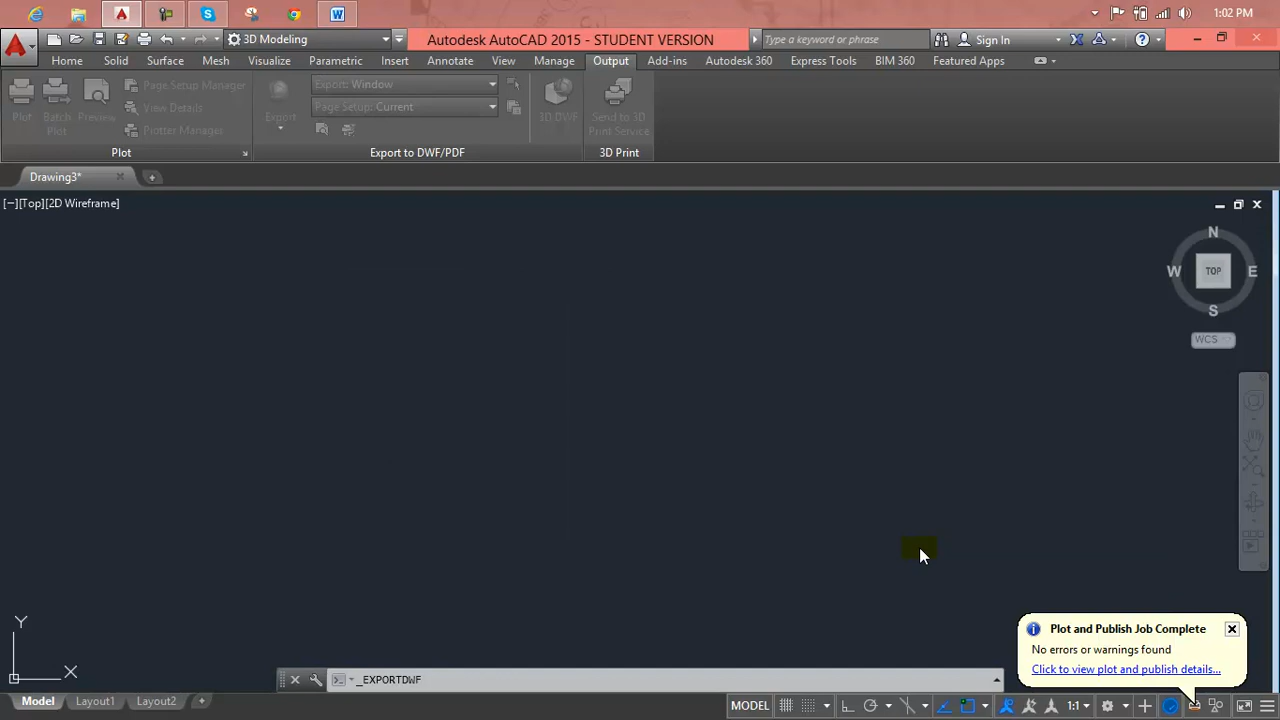 1:02 PM
3D Modeling
Autodesk AutoCAD 2015 - STUDENT VERSION
Type a keyword or phrase
Sign In
Home Solid Surface Mesh Visualize Parametric Insert Annotate View Manage Output Add-ins Autodesk 360 Express Tools BIM 360 Featured Apps
Plot
Batch
Plot
Preview
Page Setup Manager
View Details
Plotter Manager
Export
Export: Window
Page Setup: Current
3D DWF
Send to 3D
Print Service
Plot
Export to DWF/PDF
3D Print
Drawing3*
[−][Top][2D Wireframe]
N
W TOP E
S
WCS
Y
X
Plot and Publish Job Complete
No errors or warnings found
Click to view plot and publish details...
_EXPORTDWF
Model Layout1 Layout2 +
MODEL
1:1